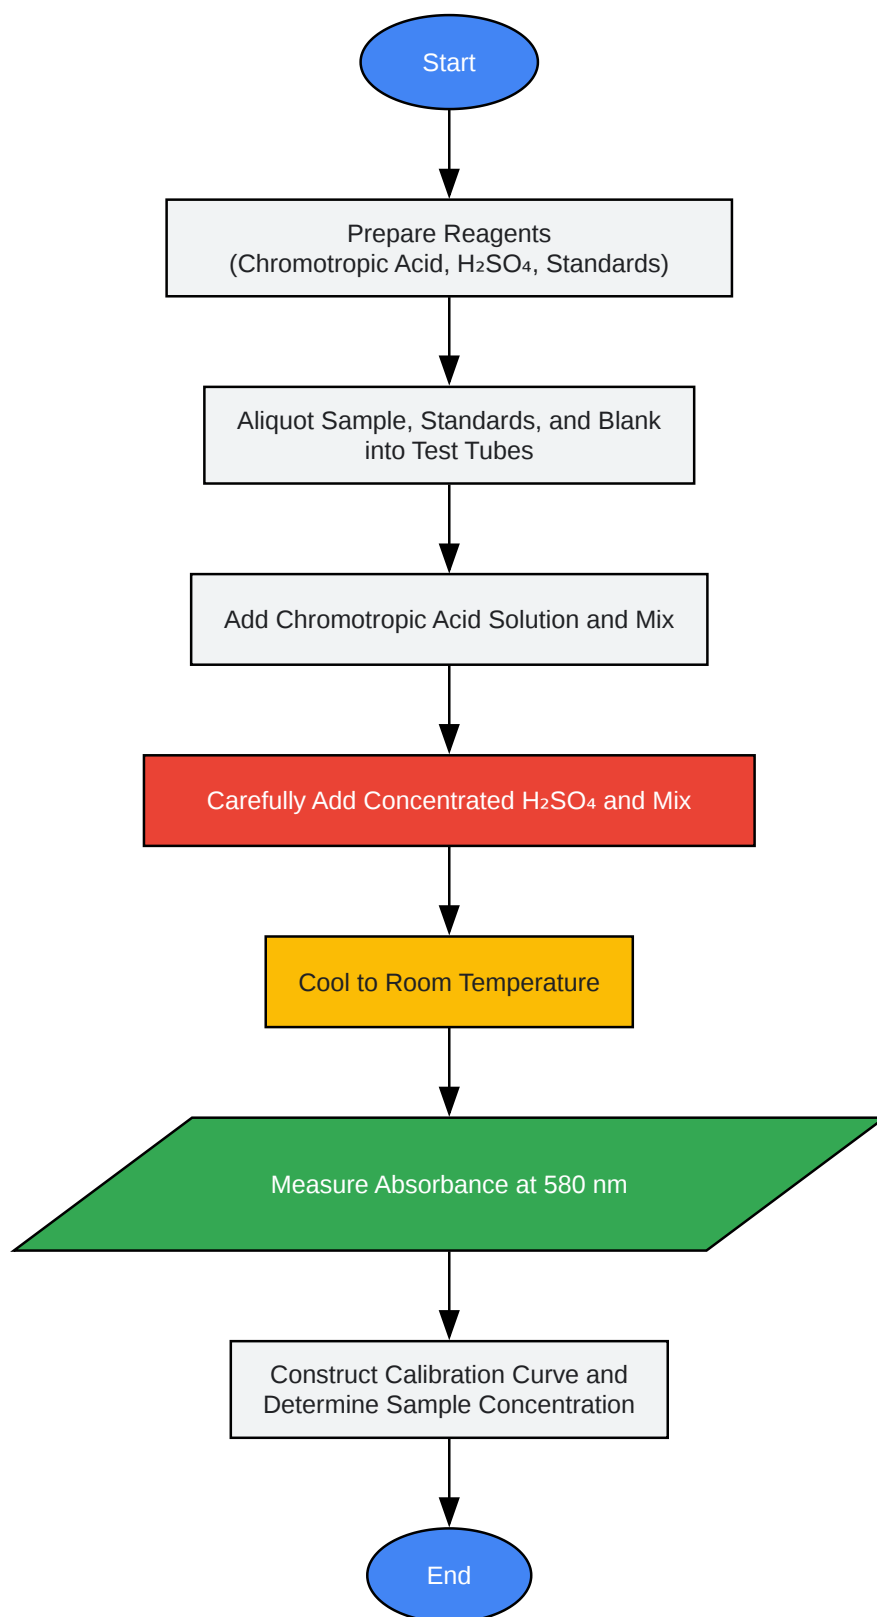 Start
Prepare Reagents
(Chromotropic Acid, H₂SO₄, Standards)
Aliquot Sample, Standards, and Blank
into Test Tubes
Add Chromotropic Acid Solution and Mix
Carefully Add Concentrated H₂SO₄ and Mix
Cool to Room Temperature
Measure Absorbance at 580 nm
Construct Calibration Curve and
Determine Sample Concentration
End